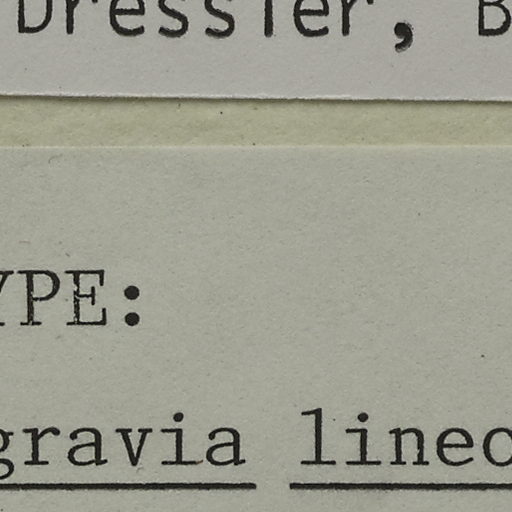 Dressler, B
YPE:
gravia lineo